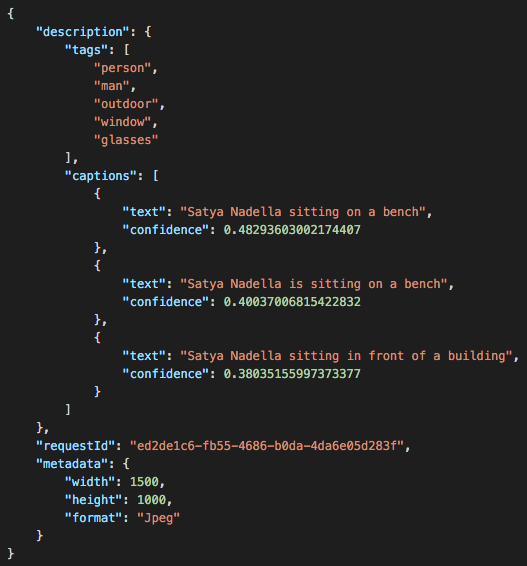 {
    "description": {
        "tags": [
            "person",
            "man",
            "outdoor",
            "window",
            "glasses"
        ],
        "captions": [
            {
                "text": "Satya Nadella sitting on a bench",
                "confidence": 0.48293603002174407
            },
            {
                "text": "Satya Nadella is sitting on a bench",
                "confidence": 0.40037006815422832
            },
            {
                "text": "Satya Nadella sitting in front of a building",
                "confidence": 0.38035155997373377
            }
        ]
    },
    "requestId": "ed2de1c6-fb55-4686-b0da-4da6e05d283f",
    "metadata": {
        "width": 1500,
        "height": 1000,
        "format": "Jpeg"
    }
}